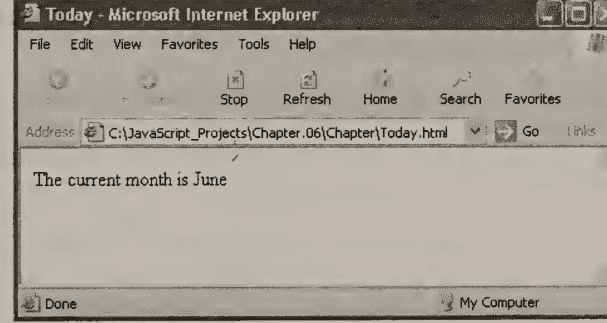 Today - Microsoft Internet Explorer
File Edit View Favorites Tools Help
Stop Refresh Home Search Favorites
Address C:\JavaScript_Projects\Chapter.06\Chapter\Today.html Go Links
The current month is June
Done My Computer